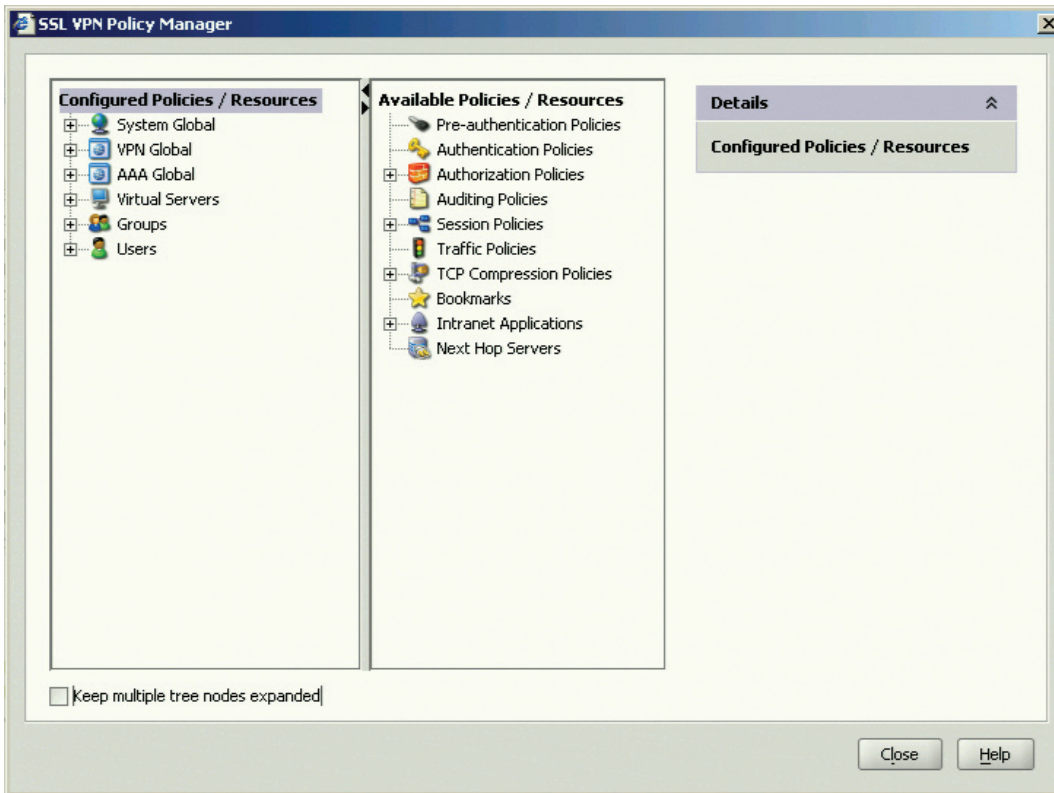 SSL VPN Policy Manager
Configured Policies / Resources
System Global
VPN Global
AAA Global
Virtual Servers
Groups
Users
Available Policies / Resources
Pre-authentication Policies
Authentication Policies
Authorization Policies
Auditing Policies
Session Policies
Traffic Policies
TCP Compression Policies
Bookmarks
Intranet Applications
Next Hop Servers
Details
Configured Policies / Resources
Keep multiple tree nodes expanded
Close
Help